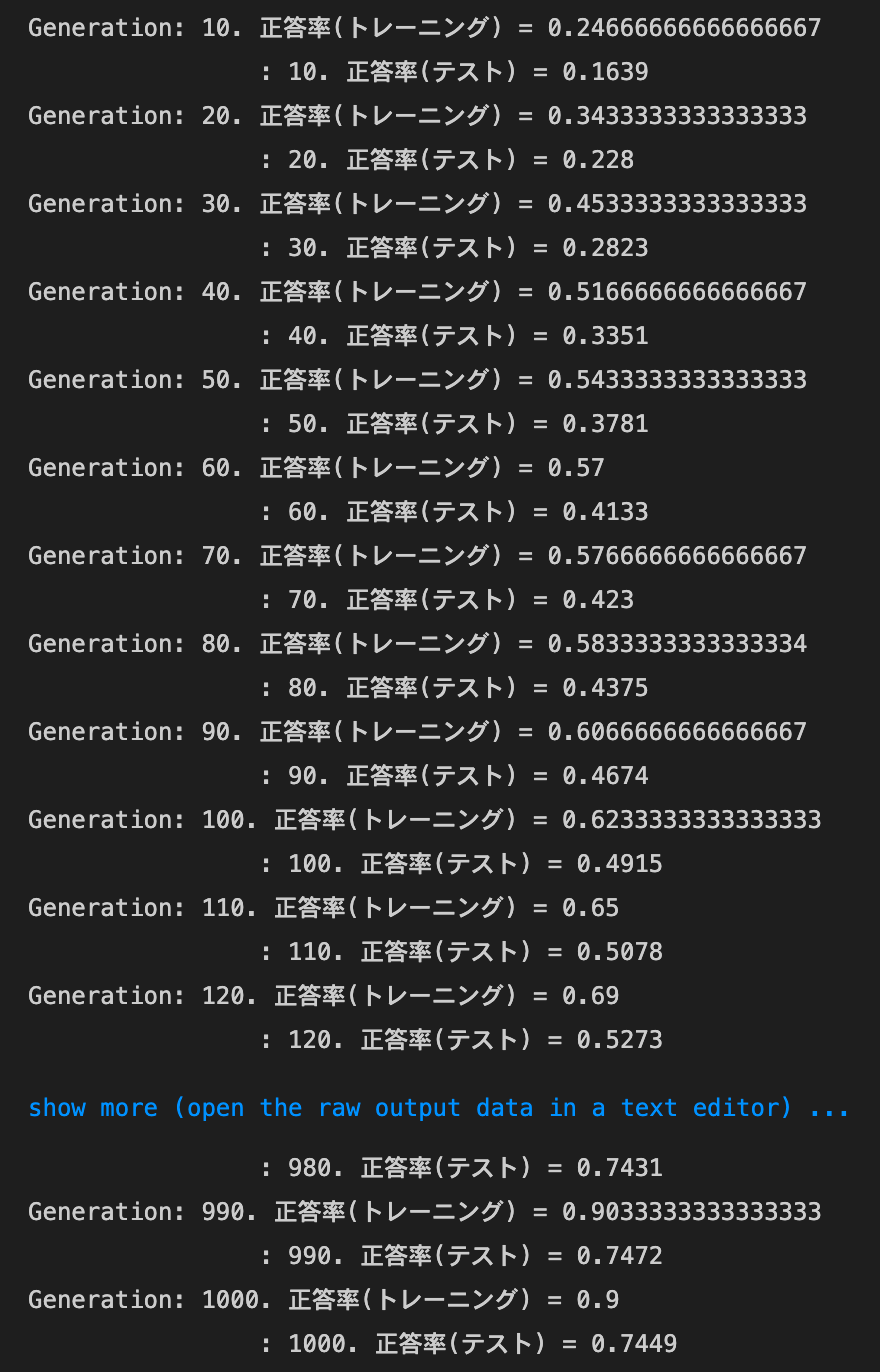 Generation: 10. 正答率(トレーニング) = 0.24666666666666667
: 10. 正答率(テスト) = 0.1639
Generation: 20. 正答率(トレーニング) = 0.3433333333333333
: 20. 正答率(テスト) = 0.228
Generation: 30. 正答率(トレーニング) = 0.4533333333333333
: 30. 正答率(テスト) = 0.2823
Generation: 40. 正答率(トレーニング) = 0.5166666666666667
: 40. 正答率(テスト) = 0.3351
Generation: 50. 正答率(トレーニング) = 0.5433333333333333
: 50. 正答率(テスト) = 0.3781
Generation: 60. 正答率(トレーニング) = 0.57
: 60. 正答率(テスト) = 0.4133
Generation: 70. 正答率(トレーニング) = 0.5766666666666667
: 70. 正答率(テスト) = 0.423
Generation: 80. 正答率(トレーニング) = 0.5833333333333334
: 80. 正答率(テスト) = 0.4375
Generation: 90. 正答率(トレーニング) = 0.6066666666666667
: 90. 正答率(テスト) = 0.4674
Generation: 100. 正答率(トレーニング) = 0.6233333333333333
: 100. 正答率(テスト) = 0.4915
Generation: 110. 正答率(トレーニング) = 0.65
: 110. 正答率(テスト) = 0.5078
Generation: 120. 正答率(トレーニング) = 0.69
: 120. 正答率(テスト) = 0.5273
show more (open the raw output data in a text editor) ...
: 980. 正答率(テスト) = 0.7431
Generation: 990. 正答率(トレーニング) = 0.9033333333333333
: 990. 正答率(テスト) = 0.7472
Generation: 1000. 正答率(トレーニング) = 0.9
: 1000. 正答率(テスト) = 0.7449